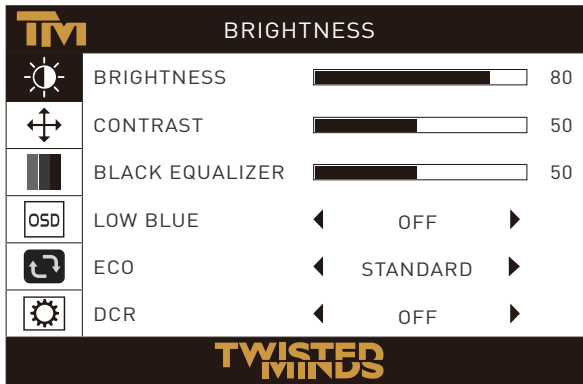 TM BRIGHTNESS
BRIGHTNESS 80
CONTRAST 50
BLACK EQUALIZER 50
OSD LOW BLUE OFF
ECO STANDARD
DCR OFF
TWISTED
MINDS